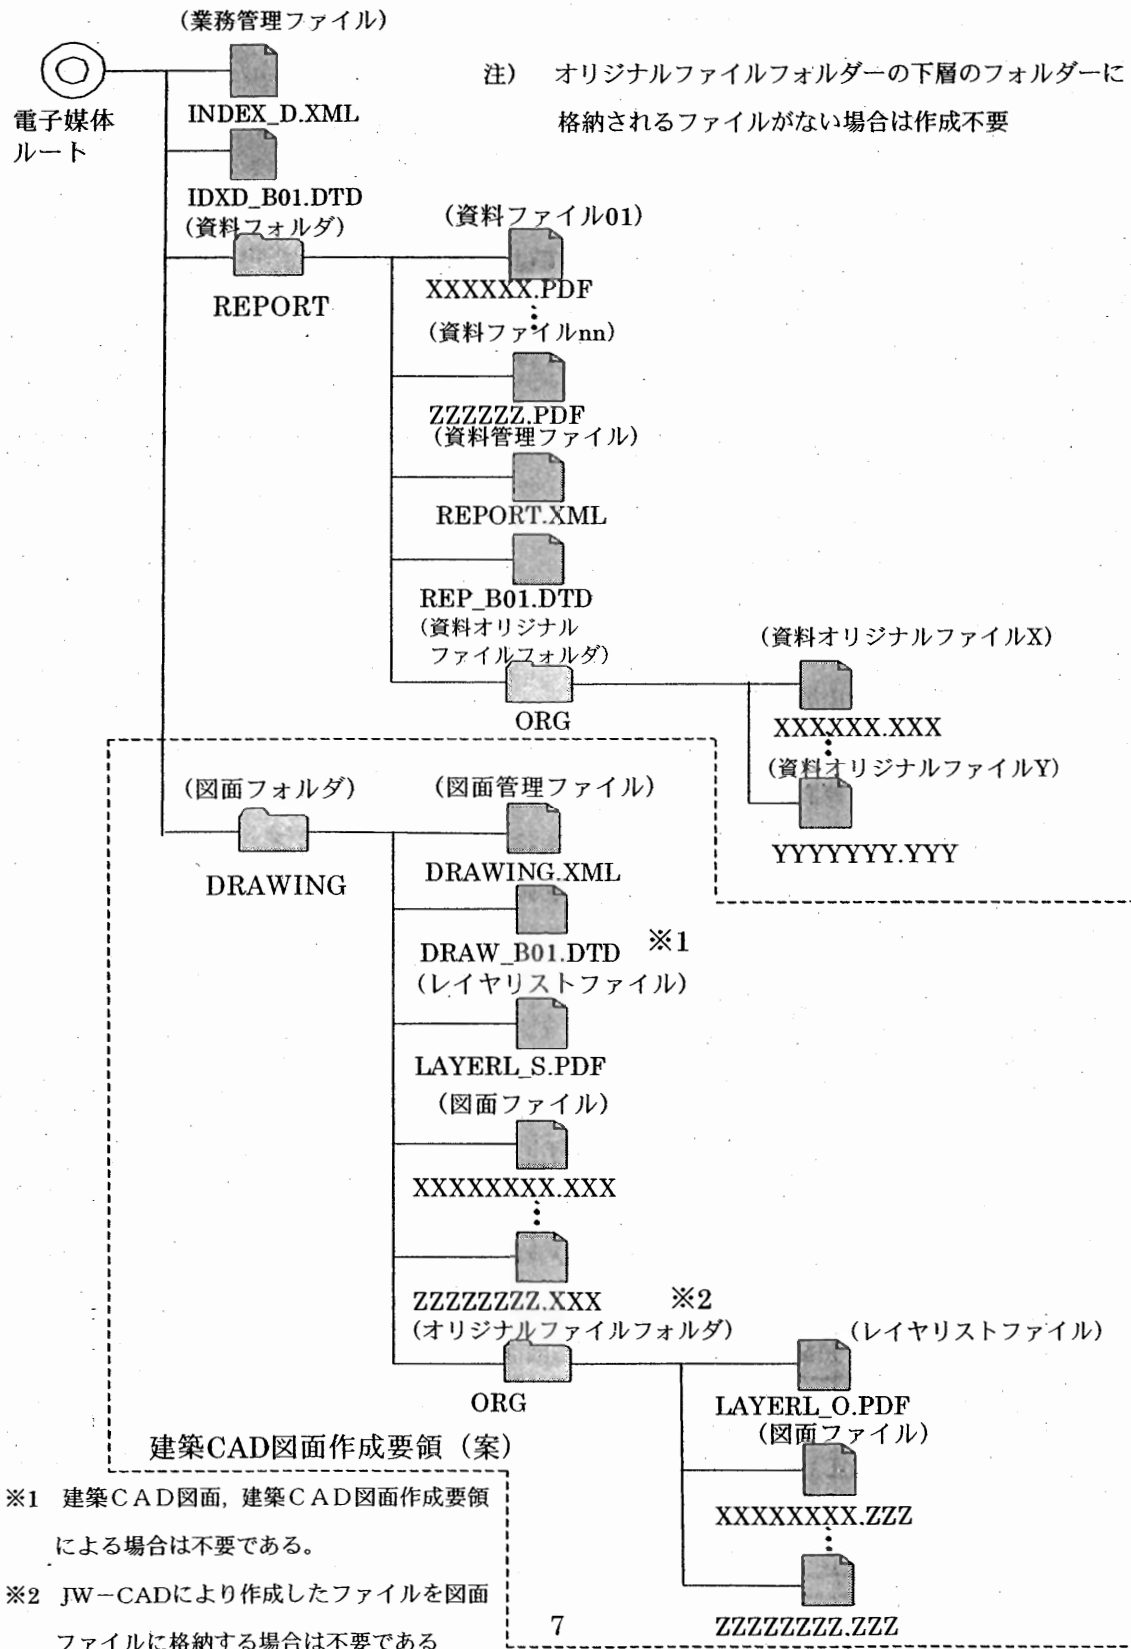 (業務管理ファイル)
電子媒体
ルート
INDEX_D.XML
IDXD_B01.DTD
注) オリジナルファイルフォルダーの下層のフォルダーに
格納されるファイルがない場合は作成不要
(資料フォルダ)
REPORT
(資料ファイル01)
XXXXXX.PDF
(資料ファイルnn)
ZZZZZZ.PDF
(資料管理ファイル)
REPORT.XML
REP_B01.DTD
(資料オリジナル
ファイルフォルダ)
ORG
(資料オリジナルファイルX)
XXXXXX.XXX
(資料オリジナルファイルY)
YYYYYYY.YYY
(図面フォルダ)
DRAWING
(図面管理ファイル)
DRAWING.XML
DRAW_B01.DTD ※1
(レイヤリストファイル)
LAYERL_S.PDF
(図面ファイル)
XXXXXXXX.XXX
ZZZZZZZZ.XXX ※2
(オリジナルファイルフォルダ)
ORG
(レイヤリストファイル)
LAYERL_O.PDF
(図面ファイル)
XXXXXXXX.ZZZ
ZZZZZZZZ.ZZZ
建築CAD図面作成要領(案)
※1 建築CAD図面,建築CAD図面作成要領
による場合は不要である。
※2 JW-CADにより作成したファイルを図面
ファイルに格納する場合は不要である
7